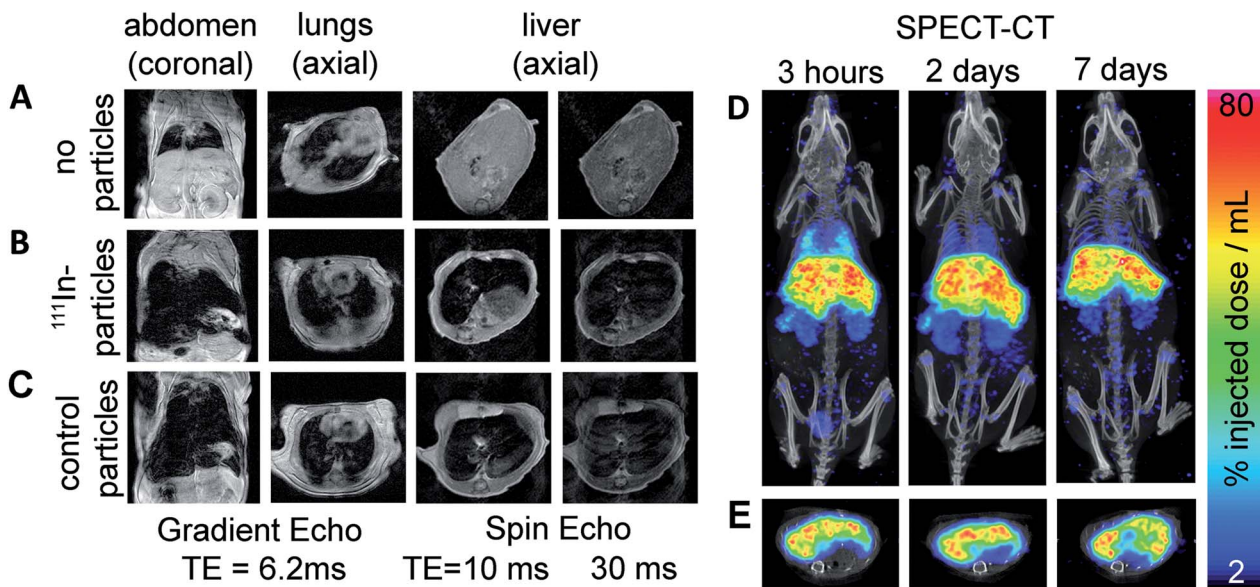 abdomen
(coronal)
lungs
(axial)
liver
(axial)
SPECT-CT
3 hours
2 days
7 days
A
no
particles
B
¹¹¹In-
particles
C
control
particles
Gradient Echo
TE = 6.2ms
Spin Echo
TE=10 ms
30 ms
D
E
80
% injected dose / mL
2